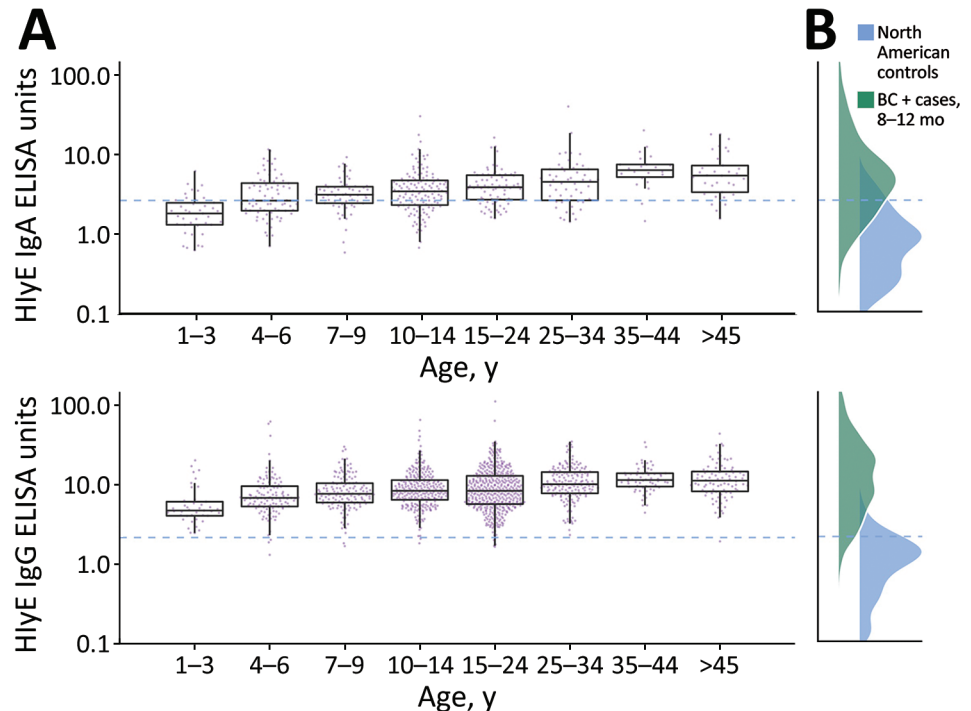 A
B
North
American
controls
BC + cases,
8–12 mo
HlyE IgA ELISA units
100.0
10.0
1.0
0.1
1–3 4–6 7–9 10–14 15–24 25–34 35–44 >45
Age, y
HlyE IgG ELISA units
100.0
10.0
1.0
0.1
1–3 4–6 7–9 10–14 15–24 25–34 35–44 >45
Age, y